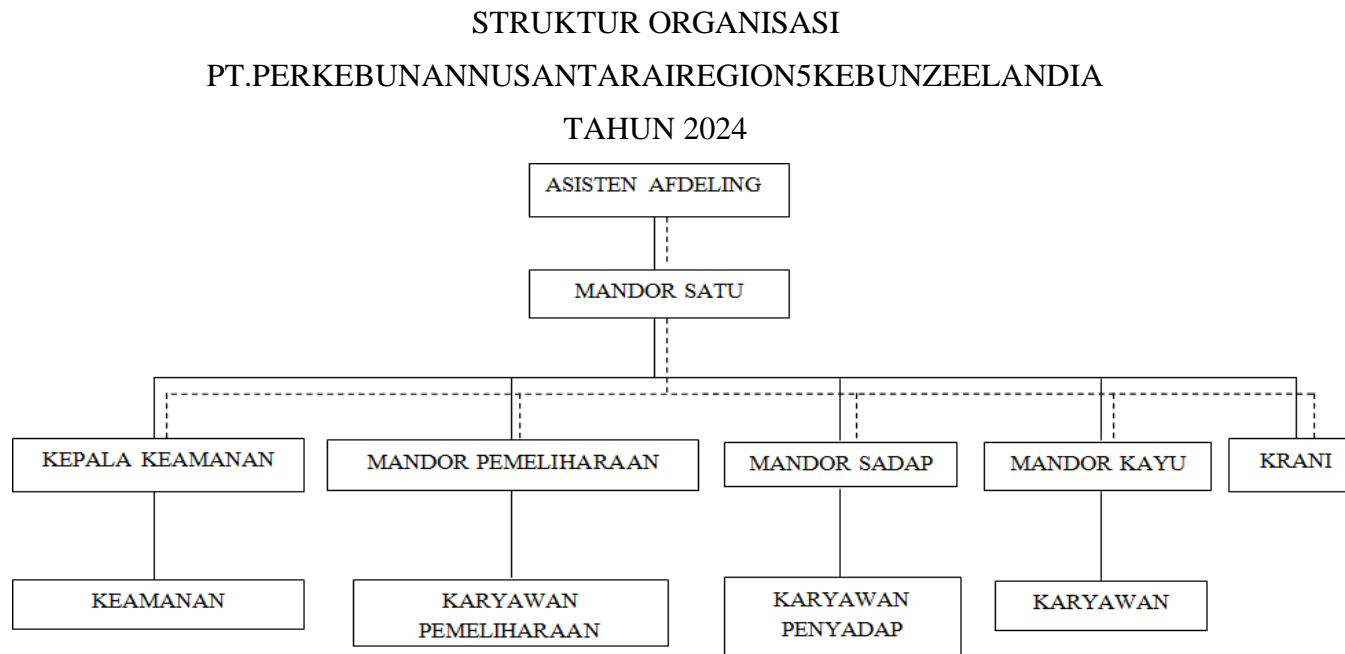 STRUKTUR ORGANISASI
PT.PERKEBUNANNUSANTARAIREGION5KEBUNZEELANDIA
TAHUN 2024
ASISTEN AFDELING
MANDOR SATU
KEPALA KEAMANAN
MANDOR PEMELIHARAAN
MANDOR SADAP
MANDOR KAYU
KRANI
KEAMANAN
KARYAWAN
PEMELIHARAAN
KARYAWAN
PENYADAP
KARYAWAN